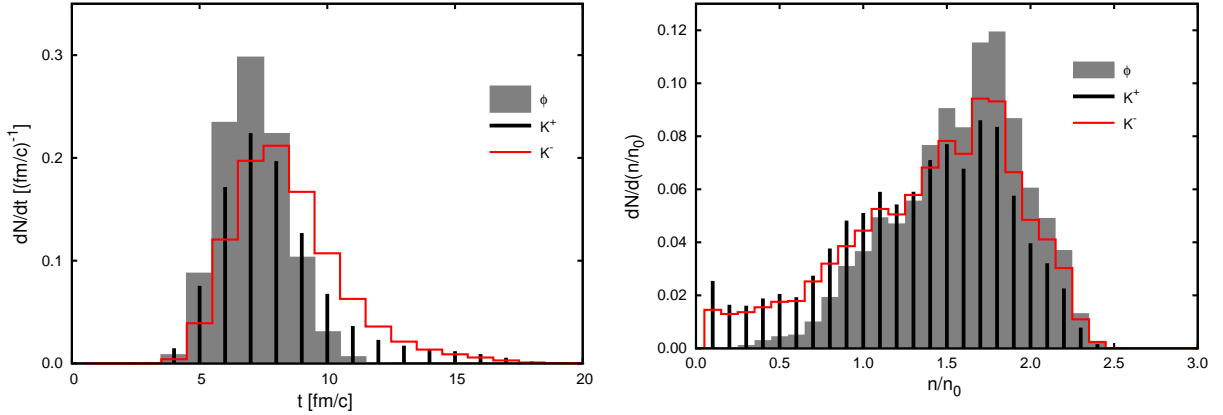 0.3
0.2
0.1
0.0
dN/dt [(fm/c)⁻¹]
0 5 10 15 20
t [fm/c]
ϕ
K⁺
K⁻
0.12
0.10
0.08
0.06
0.04
0.02
0.00
dN/d(n/n₀)
0.0 0.5 1.0 1.5 2.0 2.5 3.0
n/n₀
ϕ
K⁺
K⁻